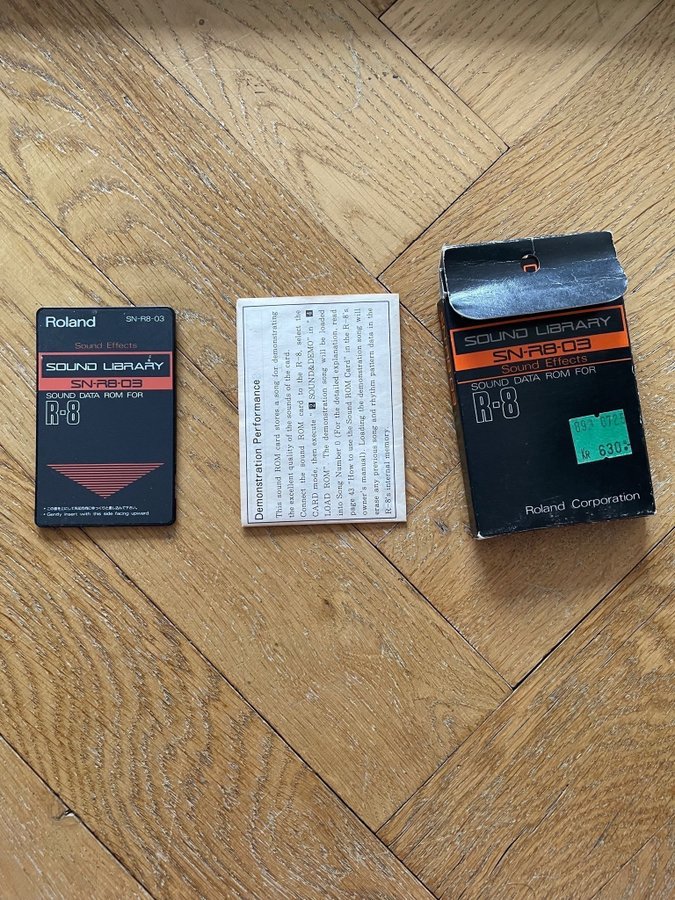 Roland SN-R8-03
Sound Effects
SOUND LIBRARY
SN-R8-03
SOUND DATA ROM FOR
R-8
• Gently insert with this side facing upward
Demonstration Performance
This sound ROM card stores a song for demonstrating
the excellent quality of the sounds of the card.
Connect the sound ROM card to the R-8, select the
CARD mode, then execute " 2 SOUND&DEMO" in " 4
LOAD ROM". The demonstration song will be loaded
into Song Number 0 (For the detailed explanation, read
page 43 "How to use the Sound ROM Card" in the R-8's
owner's manual). Loading the demonstration song will
erase any previous song and rhythm pattern data in the
R-8's internal memory.
SOUND LIBRARY
SN-R8-03
Sound Effects
SOUND DATA ROM FOR
R-8
KR 630:-
Roland Corporation